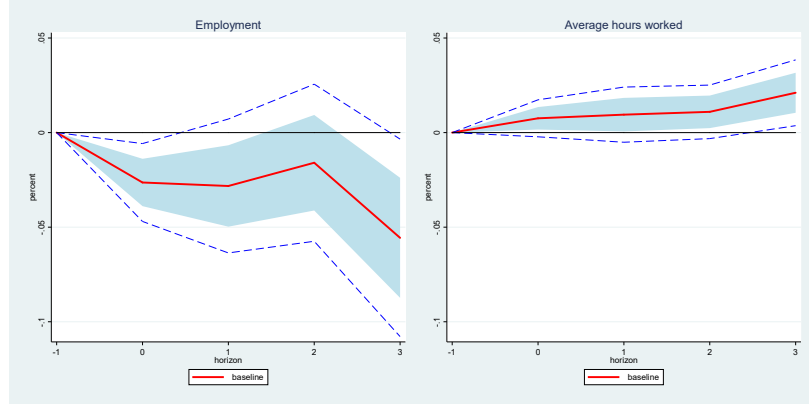 Employment
.05
0
-.05
-.1
percent
-1 0 1 2 3
horizon
baseline
Average hours worked
.05
0
-.05
-.1
percent
-1 0 1 2 3
horizon
baseline